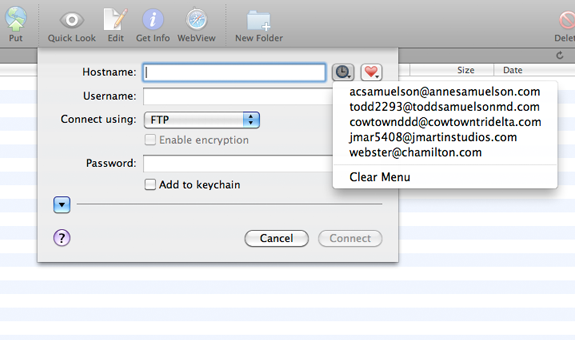 Put Quick Look Edit Get Info WebView New Folder Delet
Size Date
Hostname:
Username:
Connect using: FTP
Enable encryption
Password:
Add to keychain
? Cancel Connect
acsamuelson@annesamuelson.com
todd2293@toddsamuelsonmd.com
cowtownddd@cowtowntridelta.com
jmar5408@jmartinstudios.com
webster@chamilton.com
Clear Menu